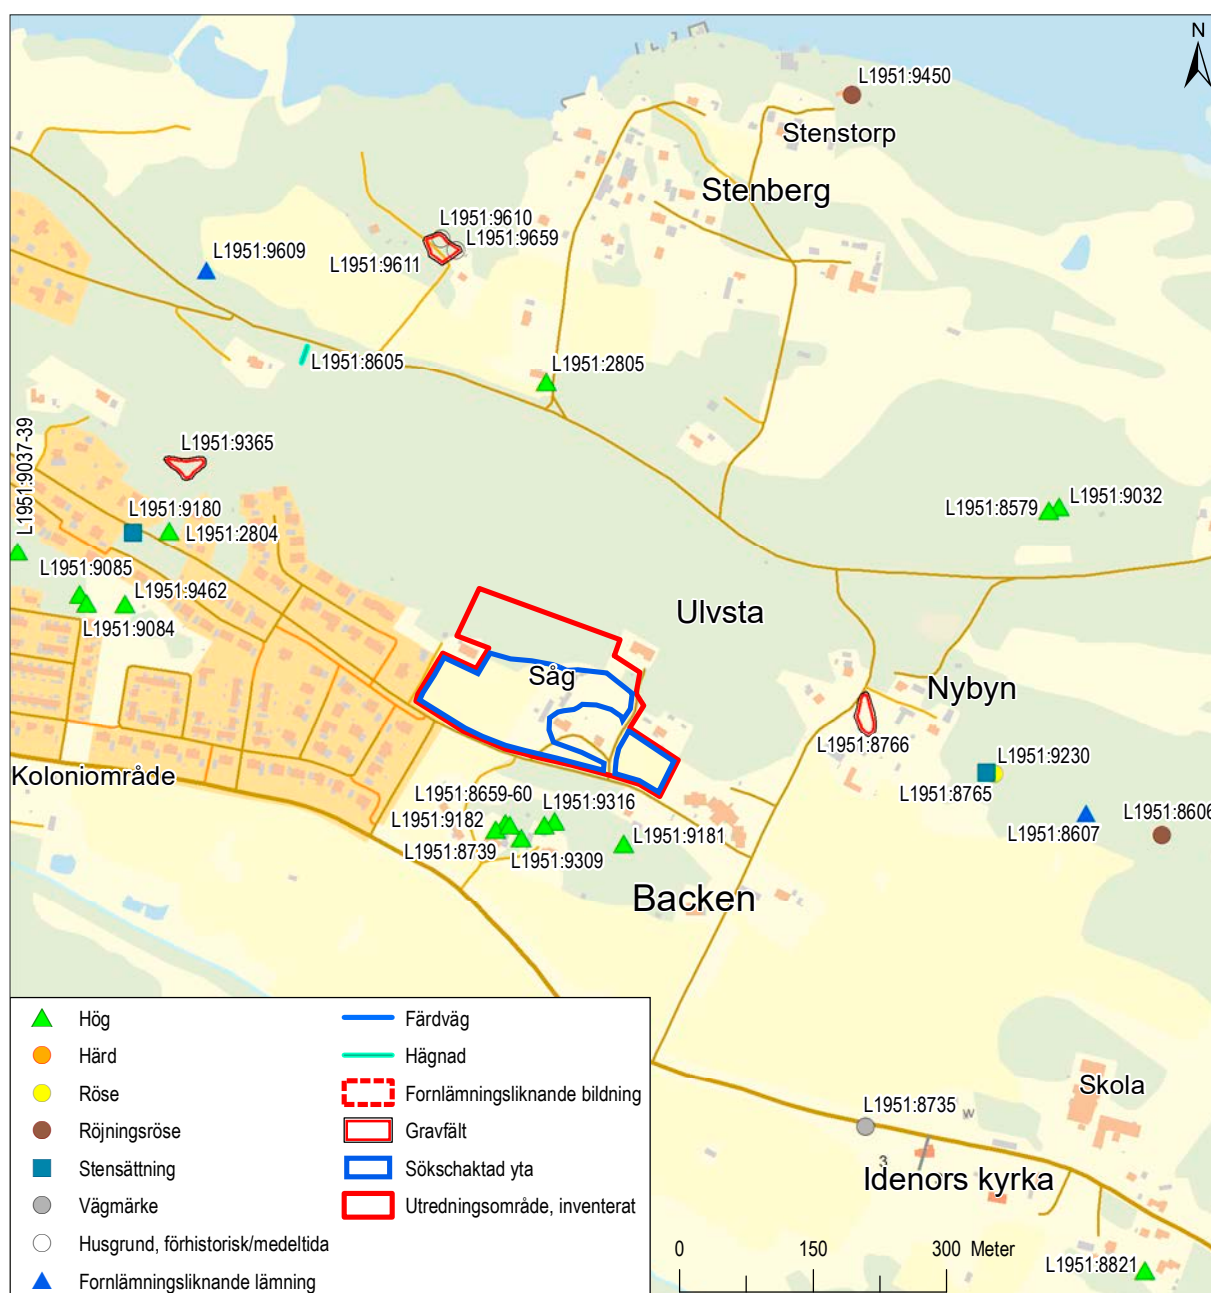 N
L1951:9450
Stenstorp
Stenberg
L1951:9610
L1951:9659
L1951:9609
L1951:9611
L1951:8605
L1951:2805
L1951:9037-39
L1951:9365
L1951:9180
L1951:2804
L1951:9032
L1951:8579
L1951:9085
L1951:9462
L1951:9084
Ulvsta
Såg
Nybyn
L1951:8766
L1951:9230
Koloniområde
L1951:8765
L1951:8659-60
L1951:9316
L1951:8606
L1951:9182
L1951:9181
L1951:8607
L1951:8739
L1951:9309
Backen
Skola
L1951:8735
W
3
Idenors kyrka
L1951:8821
Hög
Härd
Röse
Röjningsröse
Stensättning
Vägmärke
Husgrund, förhistorisk/medeltida
Fornlämningsliknande lämning
Färdväg
Hägnad
Fornlämningsliknande bildning
Gravfält
Sökschaktad yta
Utredningsområde, inventerat
0 150 300 Meter